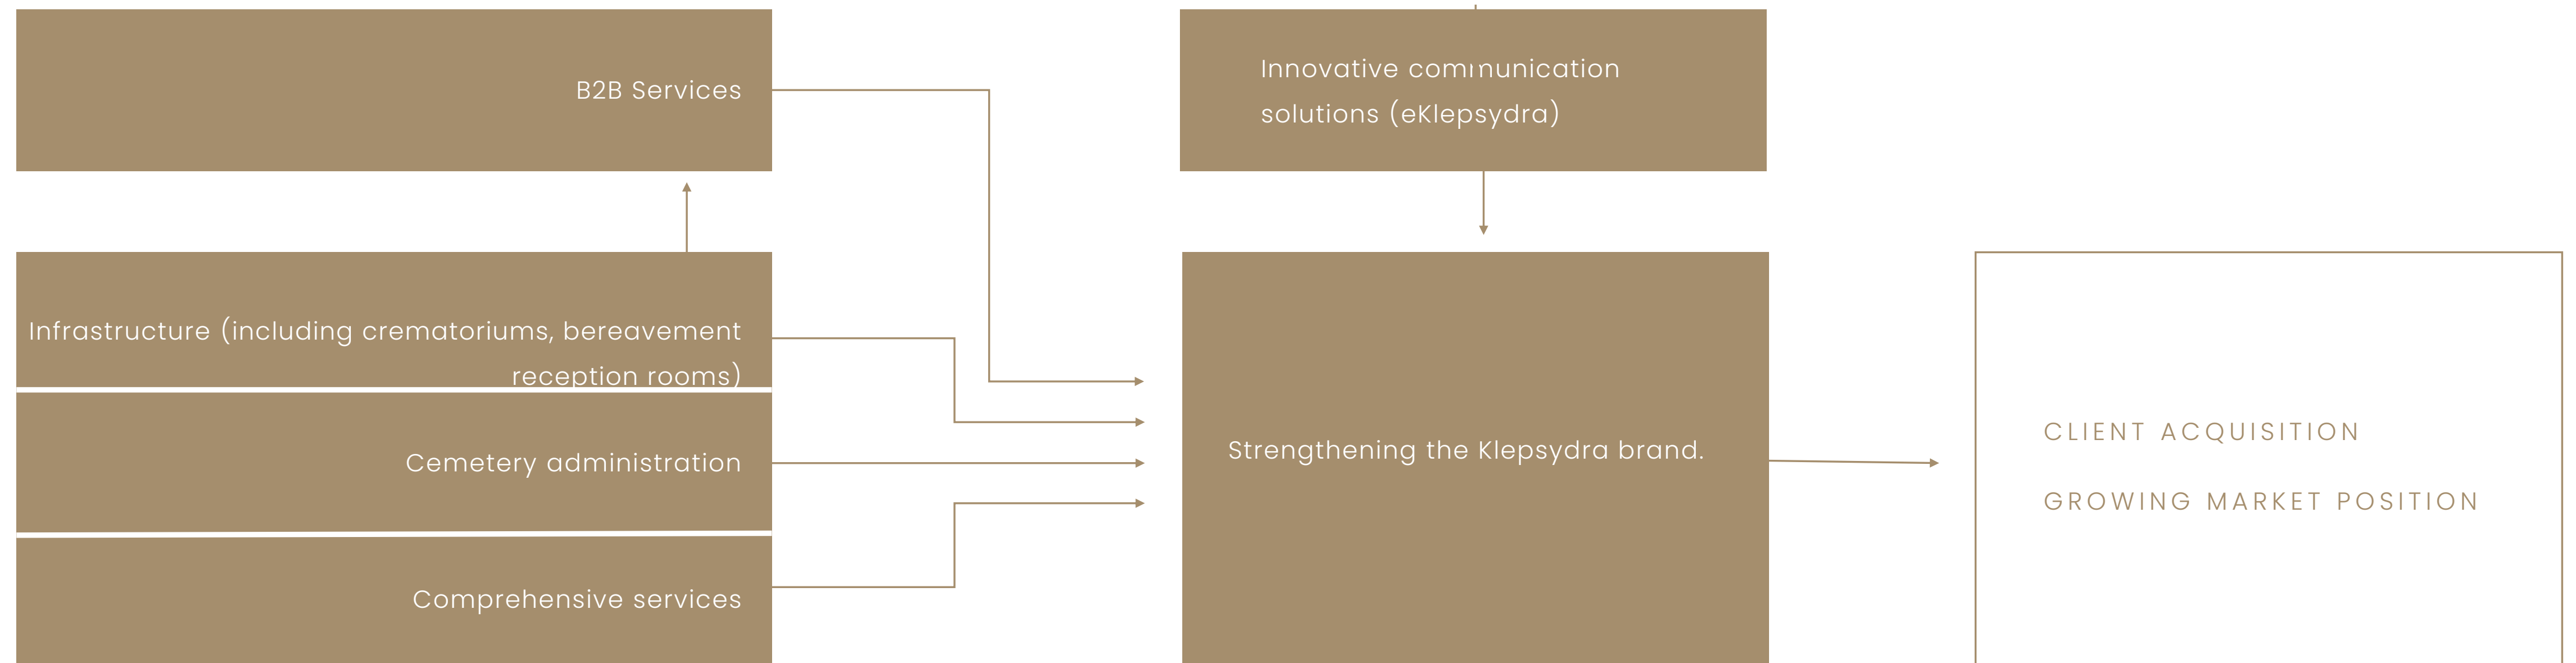 B2B Services
Innovative communication
solutions (eKlepsydra)
Infrastructure (including crematoriums, bereavement
reception rooms)
Cemetery administration
Comprehensive services
Strengthening the Klepsydra brand.
CLIENT ACQUISITION
GROWING MARKET POSITION